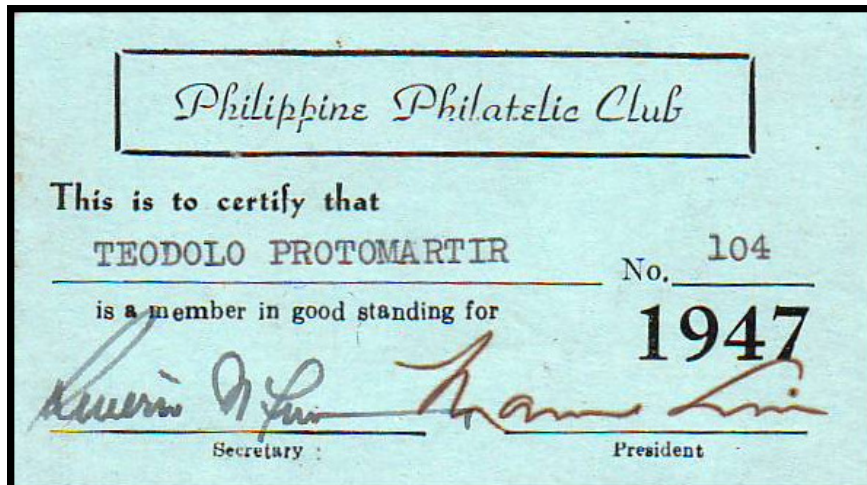 Philippine Philatelic Club
This is to certify that
TEODOLO PROTOMARTIR
No. 104
is a member in good standing for
1947
Secretary
President